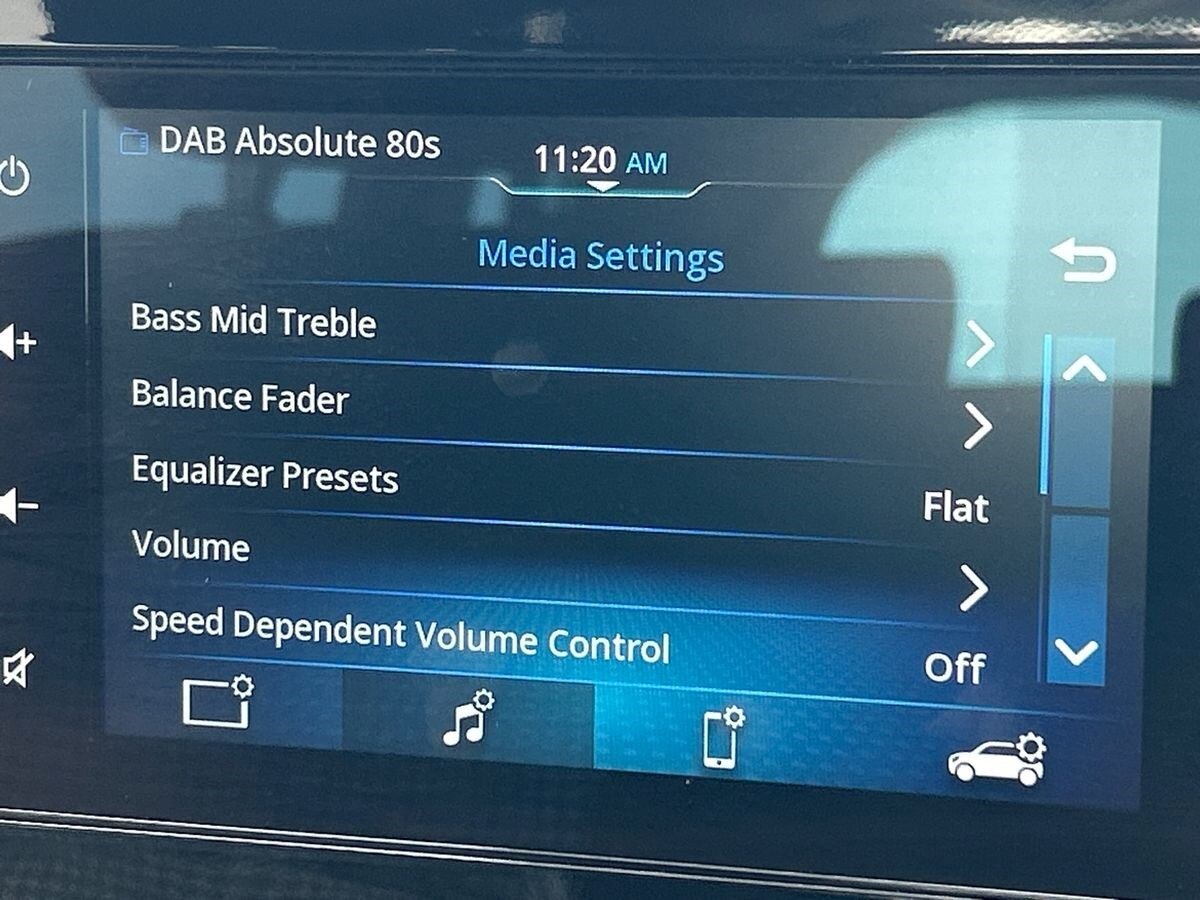 DAB Absolute 80s
11:20 AM
Media Settings
Bass Mid Treble
Balance Fader
Equalizer Presets
Flat
Volume
Speed Dependent Volume Control
Off